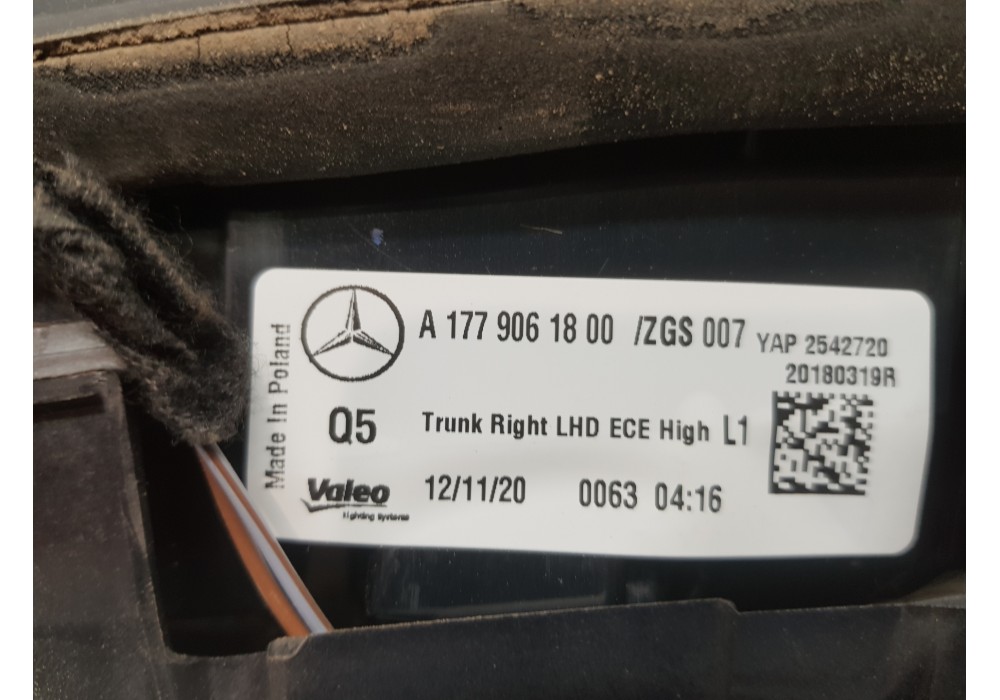 Made In Poland
A 177 906 18 00 /ZGS 007 YAP 2542720
20180319R
Q5 Trunk Right LHD ECE High L1
Valeo 12/11/20 0063 04:16
Lighting Systems